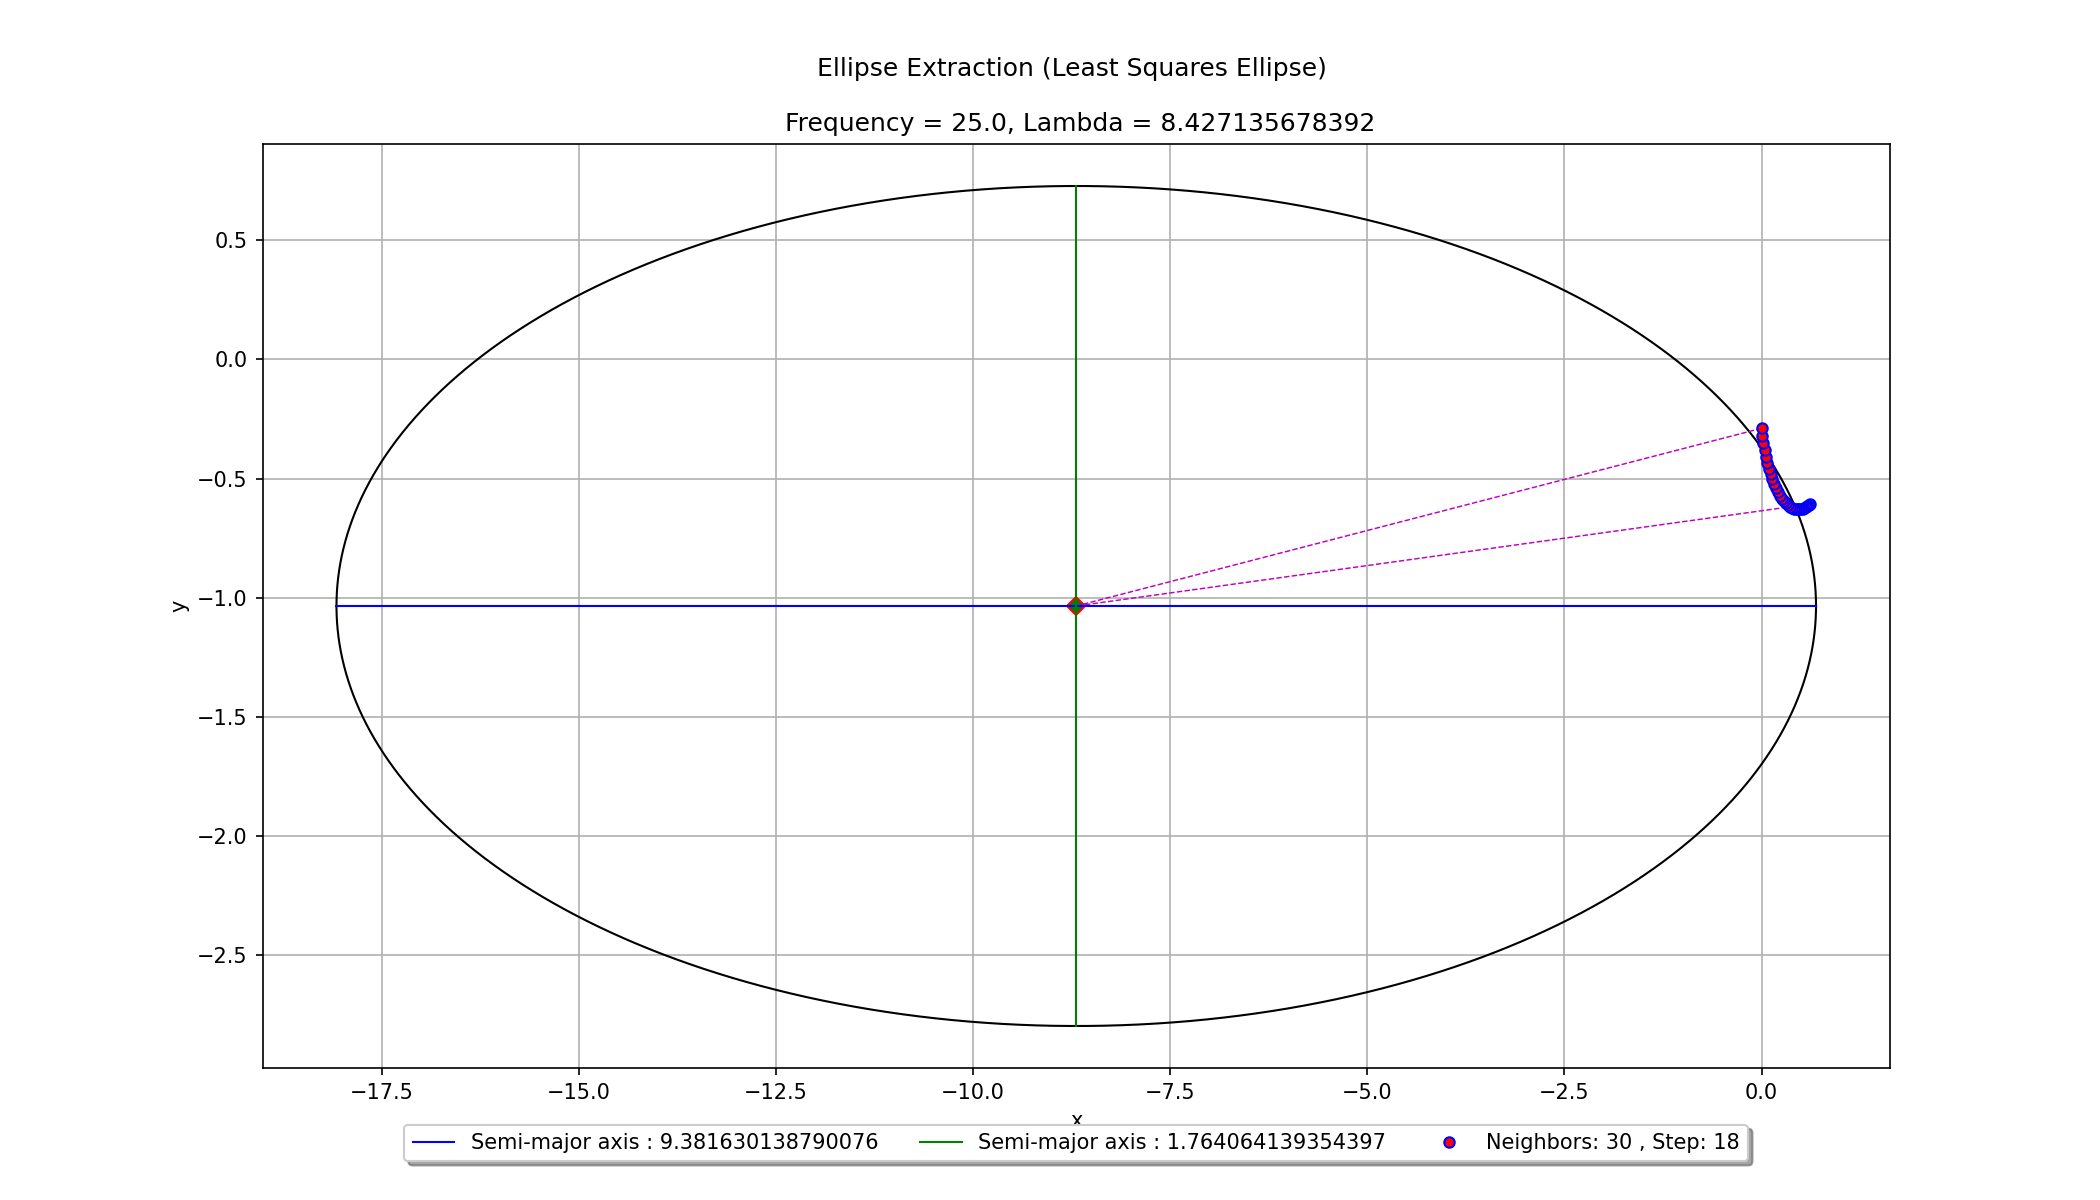 Ellipse Extraction (Least Squares Ellipse)
Frequency = 25.0, Lambda = 8.427135678392
0.5
0.0
−0.5
−1.0
−1.5
−2.0
−2.5
y
−17.5 −15.0 −12.5 −10.0 −7.5 −5.0 −2.5 0.0
x
Semi-major axis : 9.381630138790076 Semi-major axis : 1.764064139354397 Neighbors: 30 , Step: 18